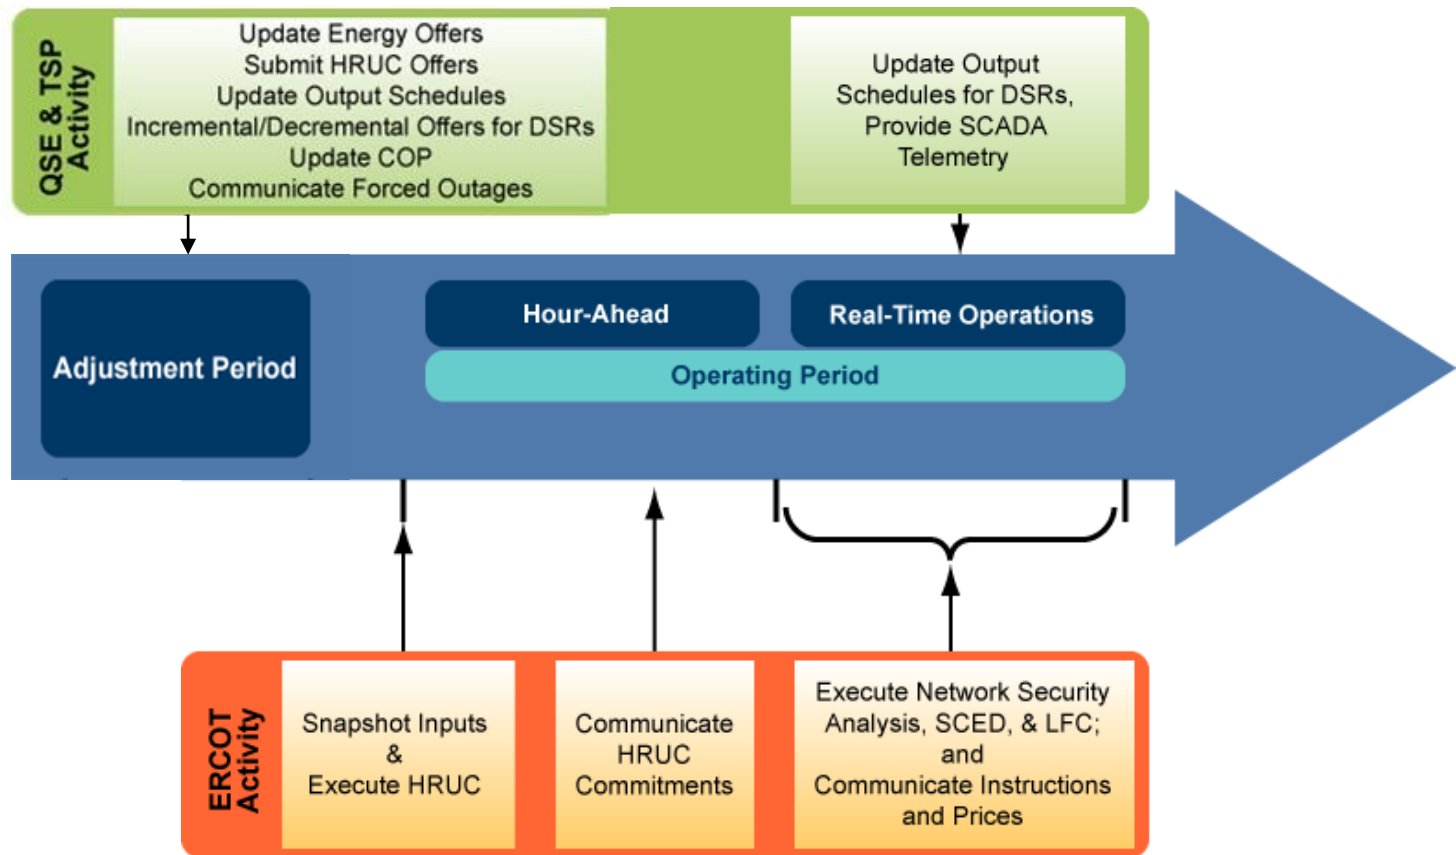 QSE & TSP
Activity
Update Energy Offers
Submit HRUC Offers
Update Output Schedules
Incremental/Decremental Offers for DSRs
Update COP
Communicate Forced Outages
Update Output
Schedules for DSRs,
Provide SCADA
Telemetry
Adjustment Period
Hour-Ahead
Real-Time Operations
Operating Period
ERCOT
Activity
Snapshot Inputs
&
Execute HRUC
Communicate
HRUC
Commitments
Execute Network Security
Analysis, SCED, & LFC;
and
Communicate Instructions
and Prices